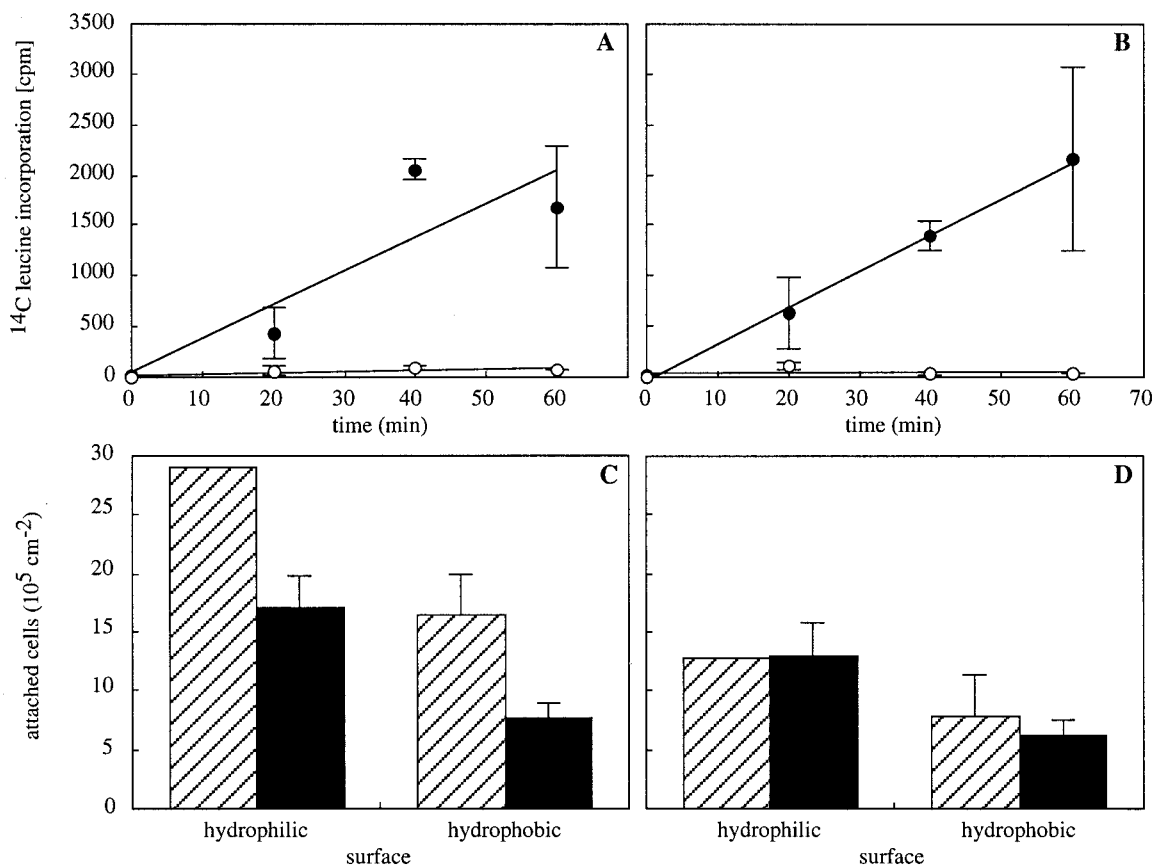 ¹⁴C leucine incorporation [cpm]
3500
3000
2500
2000
1500
1000
500
0
A
B
0 10 20 30 40 50 60 0 10 20 30 40 50 60 70
time (min) time (min)
attached cells (10⁵ cm⁻²)
30
25
20
15
10
5
0
C
D
hydrophilic hydrophobic hydrophilic hydrophobic
surface surface